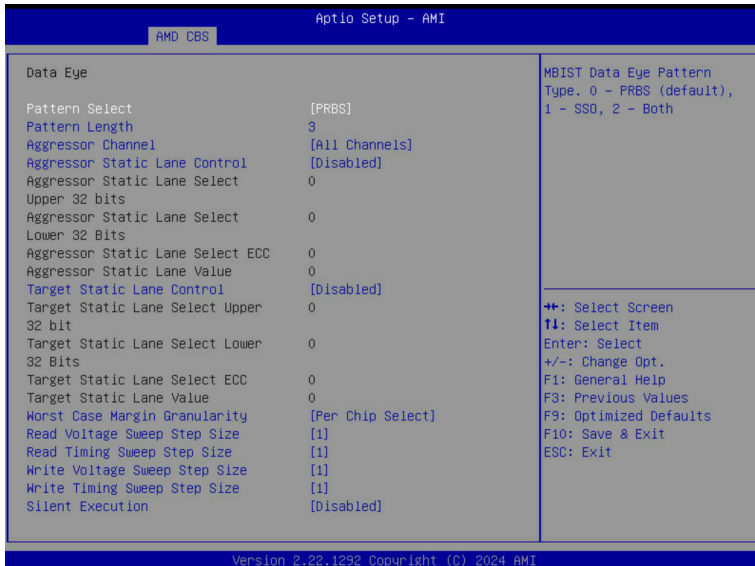 Aptio Setup - AMI
AMD CBS
Data Eye
Pattern Select [PRBS]
Pattern Length 3
Aggressor Channel [All Channels]
Aggressor Static Lane Control [Disabled]
Aggressor Static Lane Select 0
Upper 32 bits
Aggressor Static Lane Select 0
Lower 32 Bits
Aggressor Static Lane Select ECC 0
Aggressor Static Lane Value 0
Target Static Lane Control [Disabled]
Target Static Lane Select Upper 0
32 bit
Target Static Lane Select Lower 0
32 Bits
Target Static Lane Select ECC 0
Target Static Lane Value 0
Worst Case Margin Granularity [Per Chip Select]
Read Voltage Sweep Step Size [1]
Read Timing Sweep Step Size [1]
Write Voltage Sweep Step Size [1]
Write Timing Sweep Step Size [1]
Silent Execution [Disabled]
MBIST Data Eye Pattern
Type. 0 - PRBS (default),
1 - SSO, 2 - Both
→←: Select Screen
↑↓: Select Item
Enter: Select
+/-: Change Opt.
F1: General Help
F3: Previous Values
F9: Optimized Defaults
F10: Save & Exit
ESC: Exit
Version 2.22.1292 Copyright (C) 2024 AMI